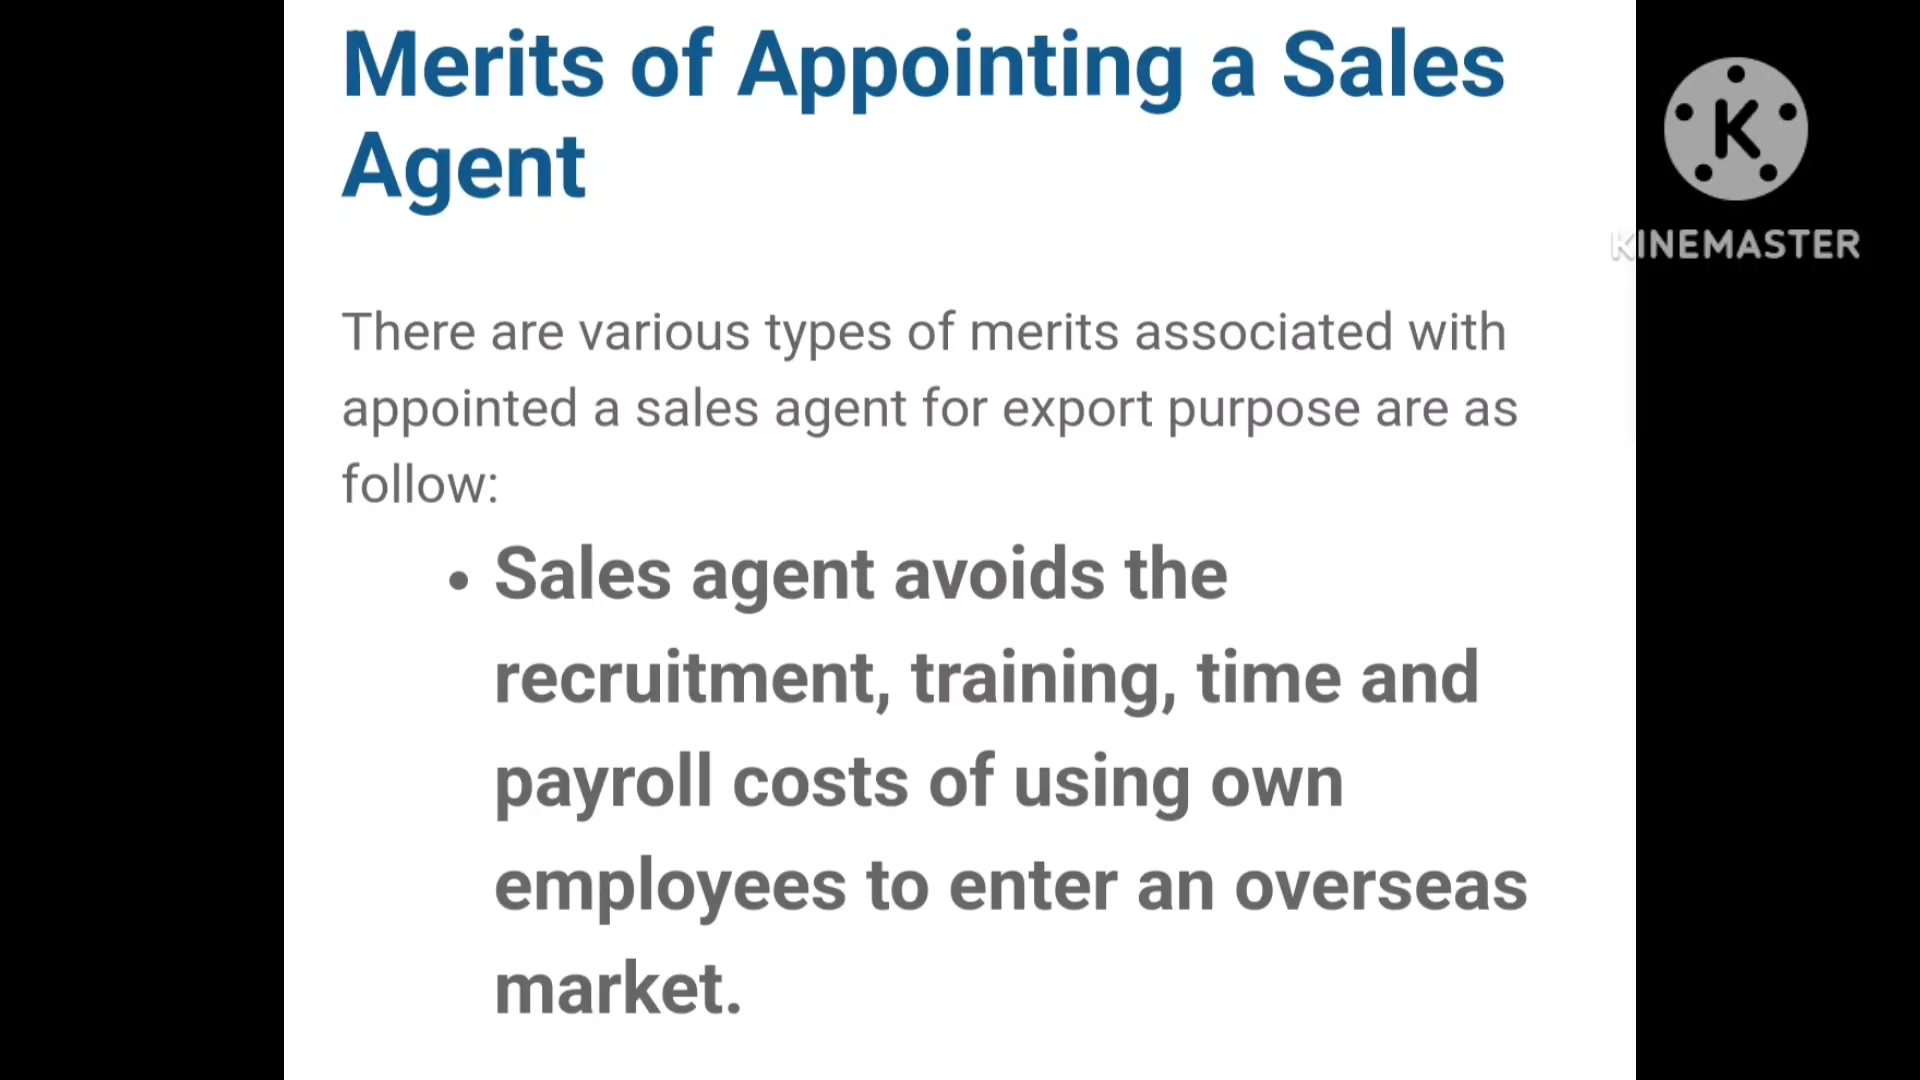 Merits of Appointing a Sales
Agent
K
KINEMASTER
There are various types of merits associated with
appointed a sales agent for export purpose are as
follow:
• Sales agent avoids the
recruitment, training, time and
payroll costs of using own
employees to enter an overseas
market.